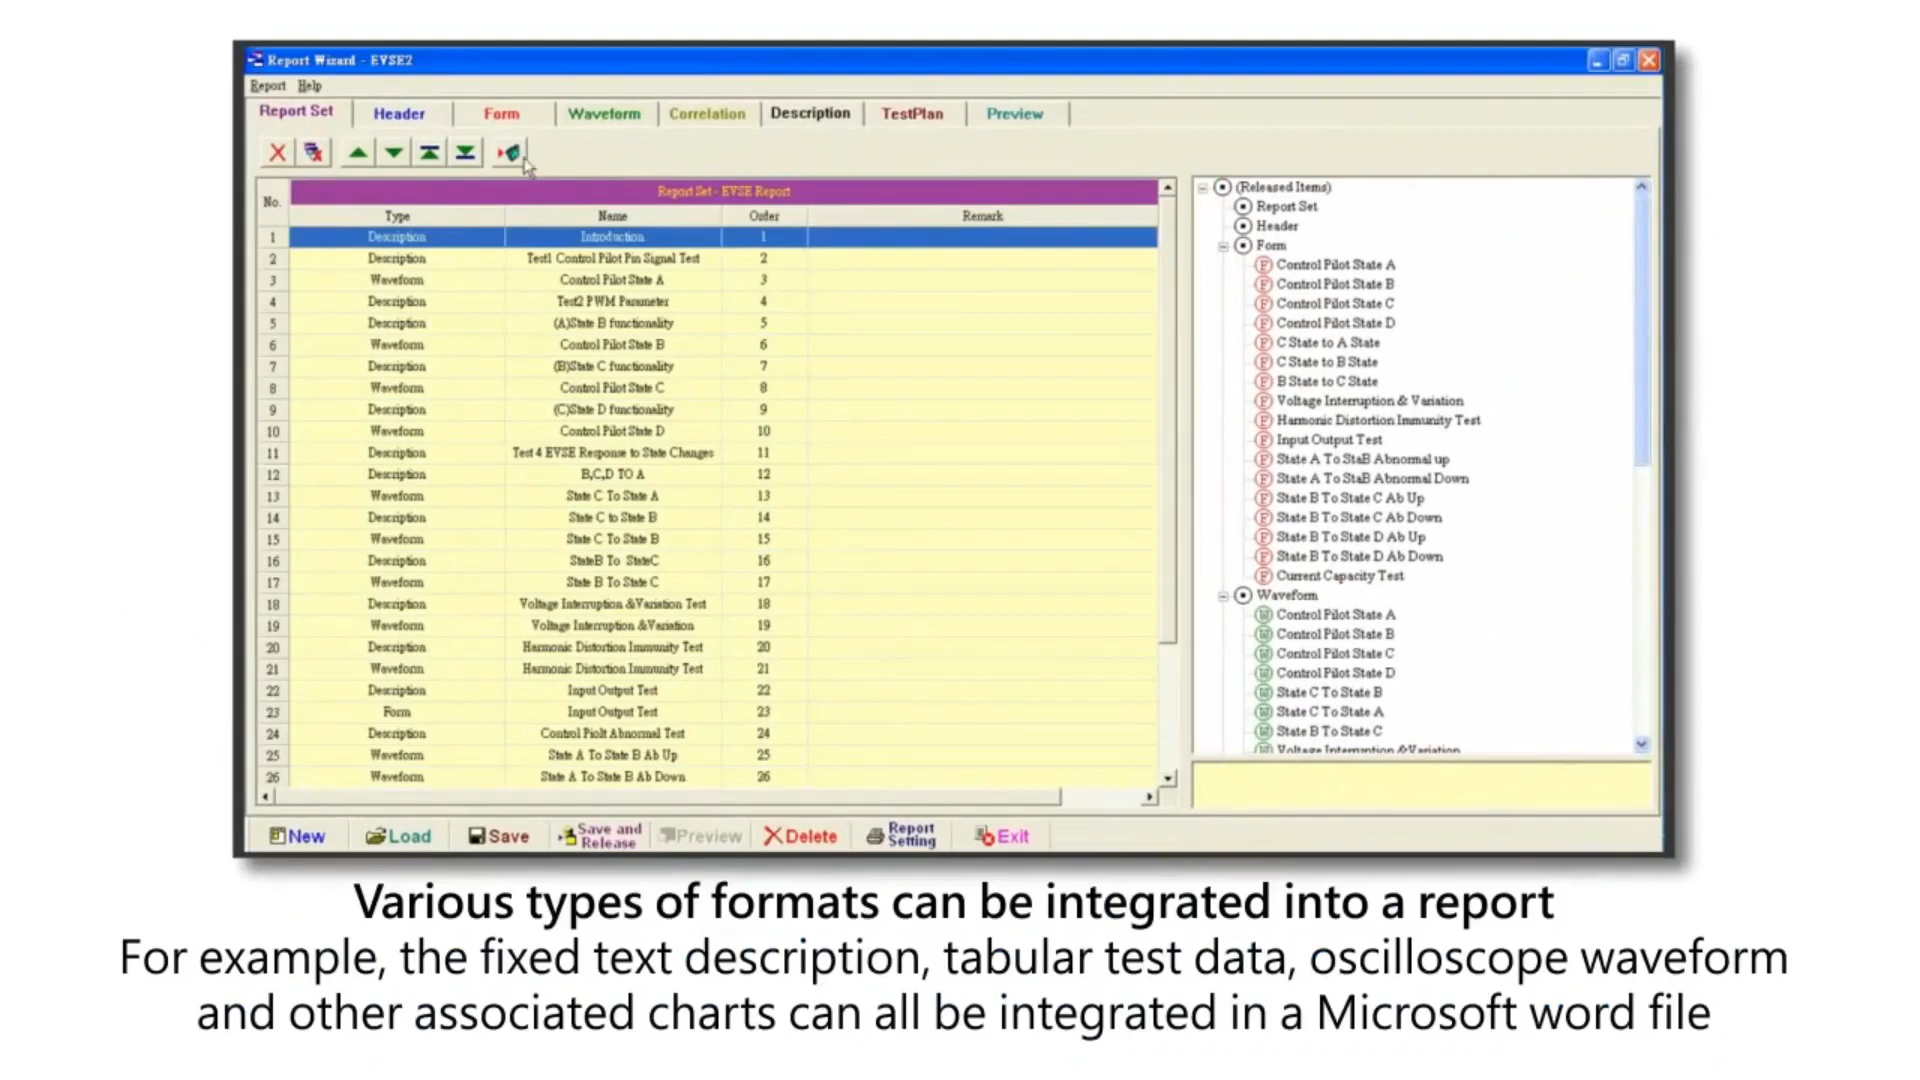 Report Wizard - EVSE2
Report Help
Report Set Header Form Waveform Correlation Description TestPlan Preview
Report Set - EVSE Report
No. Type Name Order Remark
1 Description Introduction 1
2 Description Test1 Control Pilot Pin Signal Test 2
3 Waveform Control Pilot State A 3
4 Description Test2 PWM Parameter 4
5 Description (A)State B functionality 5
6 Waveform Control Pilot State B 6
7 Description (B)State C functionality 7
8 Waveform Control Pilot State C 8
9 Description (C)State D functionality 9
10 Waveform Control Pilot State D 10
11 Description Test 4 EVSE Response to State Changes 11
12 Description B,C,D TO A 12
13 Waveform State C To State A 13
14 Description State C to State B 14
15 Waveform State C To State B 15
16 Description StateB To StateC 16
17 Waveform State B To State C 17
18 Description Voltage Interruption &Variation Test 18
19 Waveform Voltage Interruption &Variation 19
20 Description Harmonic Distortion Immunity Test 20
21 Waveform Harmonic Distortion Immunity Test 21
22 Description Input Output Test 22
23 Form Input Output Test 23
24 Description Control Piolt Abnormal Test 24
25 Waveform State A To State B Ab Up 25
26 Waveform State A To State B Ab Down 26
(Released Items)
Report Set
Header
Form
F Control Pilot State A
F Control Pilot State B
F Control Pilot State C
F Control Pilot State D
F C State to A State
F C State to B State
F B State to C State
F Voltage Interruption & Variation
F Harmonic Distortion Immunity Test
F Input Output Test
F State A To StaB Abnormal up
F State A To StaB Abnormal Down
F State B To State C Ab Up
F State B To State C Ab Down
F State B To State D Ab Up
F State B To State D Ab Down
F Current Capacity Test
Waveform
W Control Pilot State A
W Control Pilot State B
W Control Pilot State C
W Control Pilot State D
W State C To State B
W State C To State A
W State B To State C
W Voltage Interruption &Variation
New Load Save Save and Release Preview Delete Report Setting Exit
Various types of formats can be integrated into a report
For example, the fixed text description, tabular test data, oscilloscope waveform
and other associated charts can all be integrated in a Microsoft word file